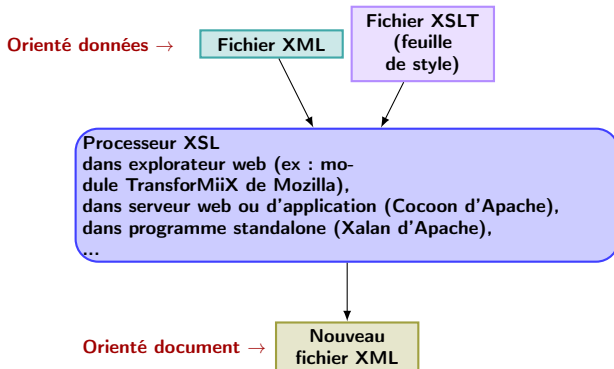 Orienté données →
Fichier XML
Fichier XSLT
(feuille
de style)
Processeur XSL
dans explorateur web (ex : mo-
dule TransforMiiX de Mozilla),
dans serveur web ou d'application (Cocoon d'Apache),
dans programme standalone (Xalan d'Apache),
...
Orienté document →
Nouveau
fichier XML